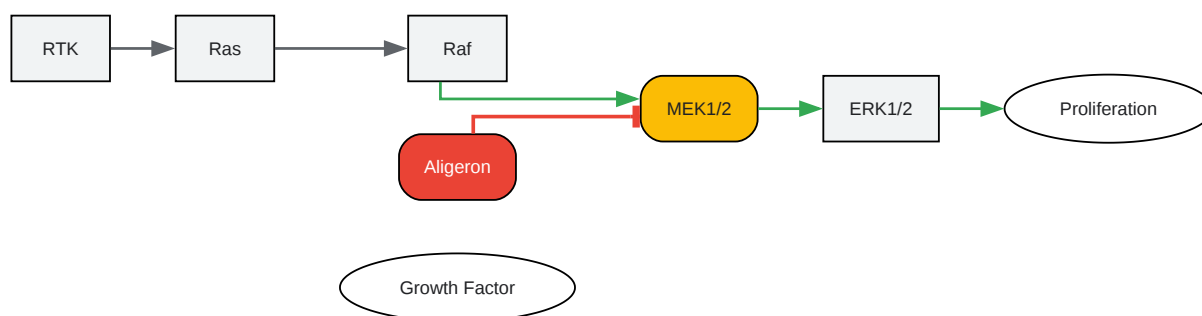 RTK
Ras
Raf
MEK1/2
ERK1/2
Proliferation
Aligeron
Growth Factor